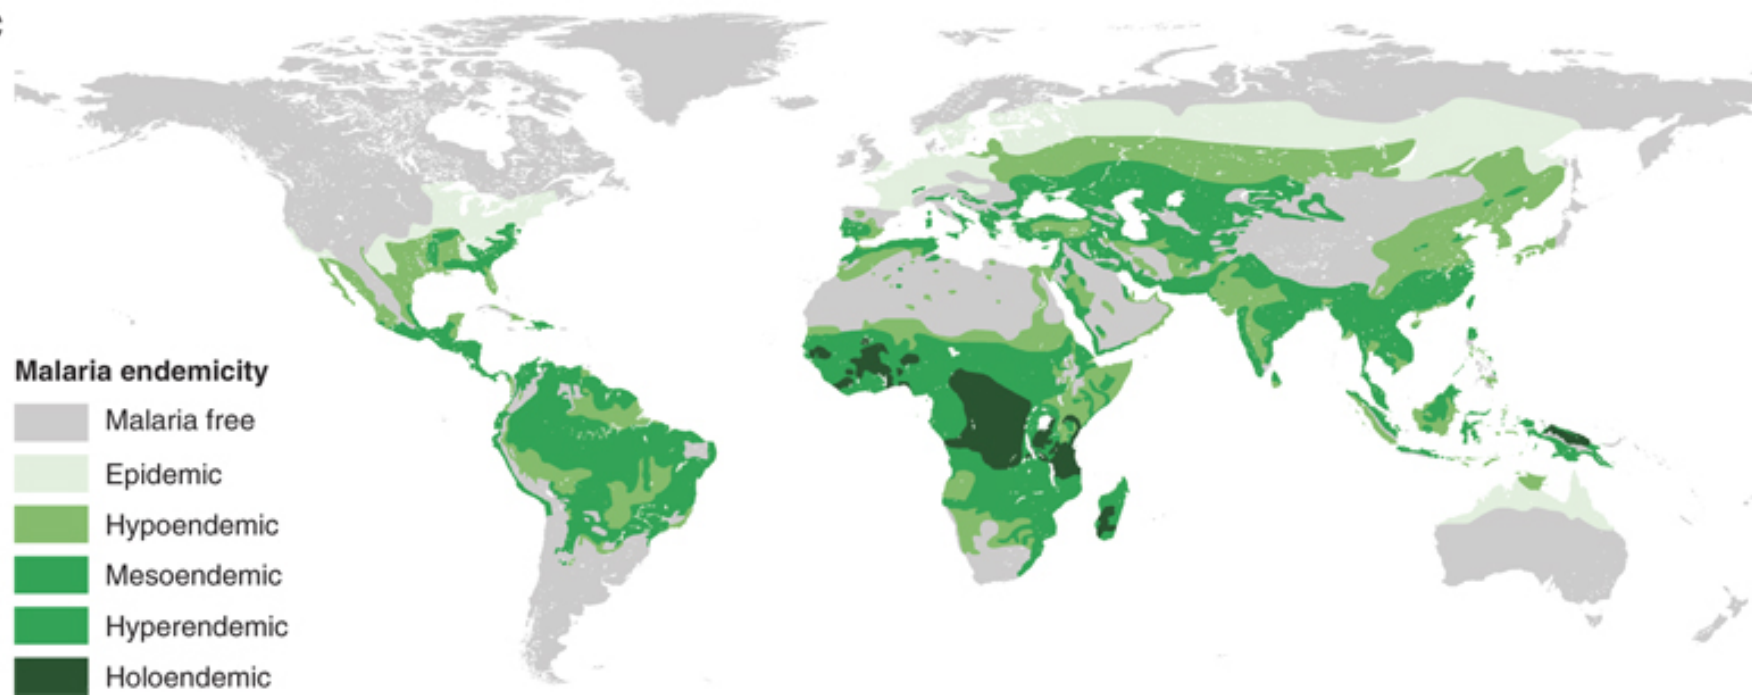 Malaria endemicity
Malaria free
Epidemic
Hypoendemic
Mesoendemic
Hyperendemic
Holoendemic